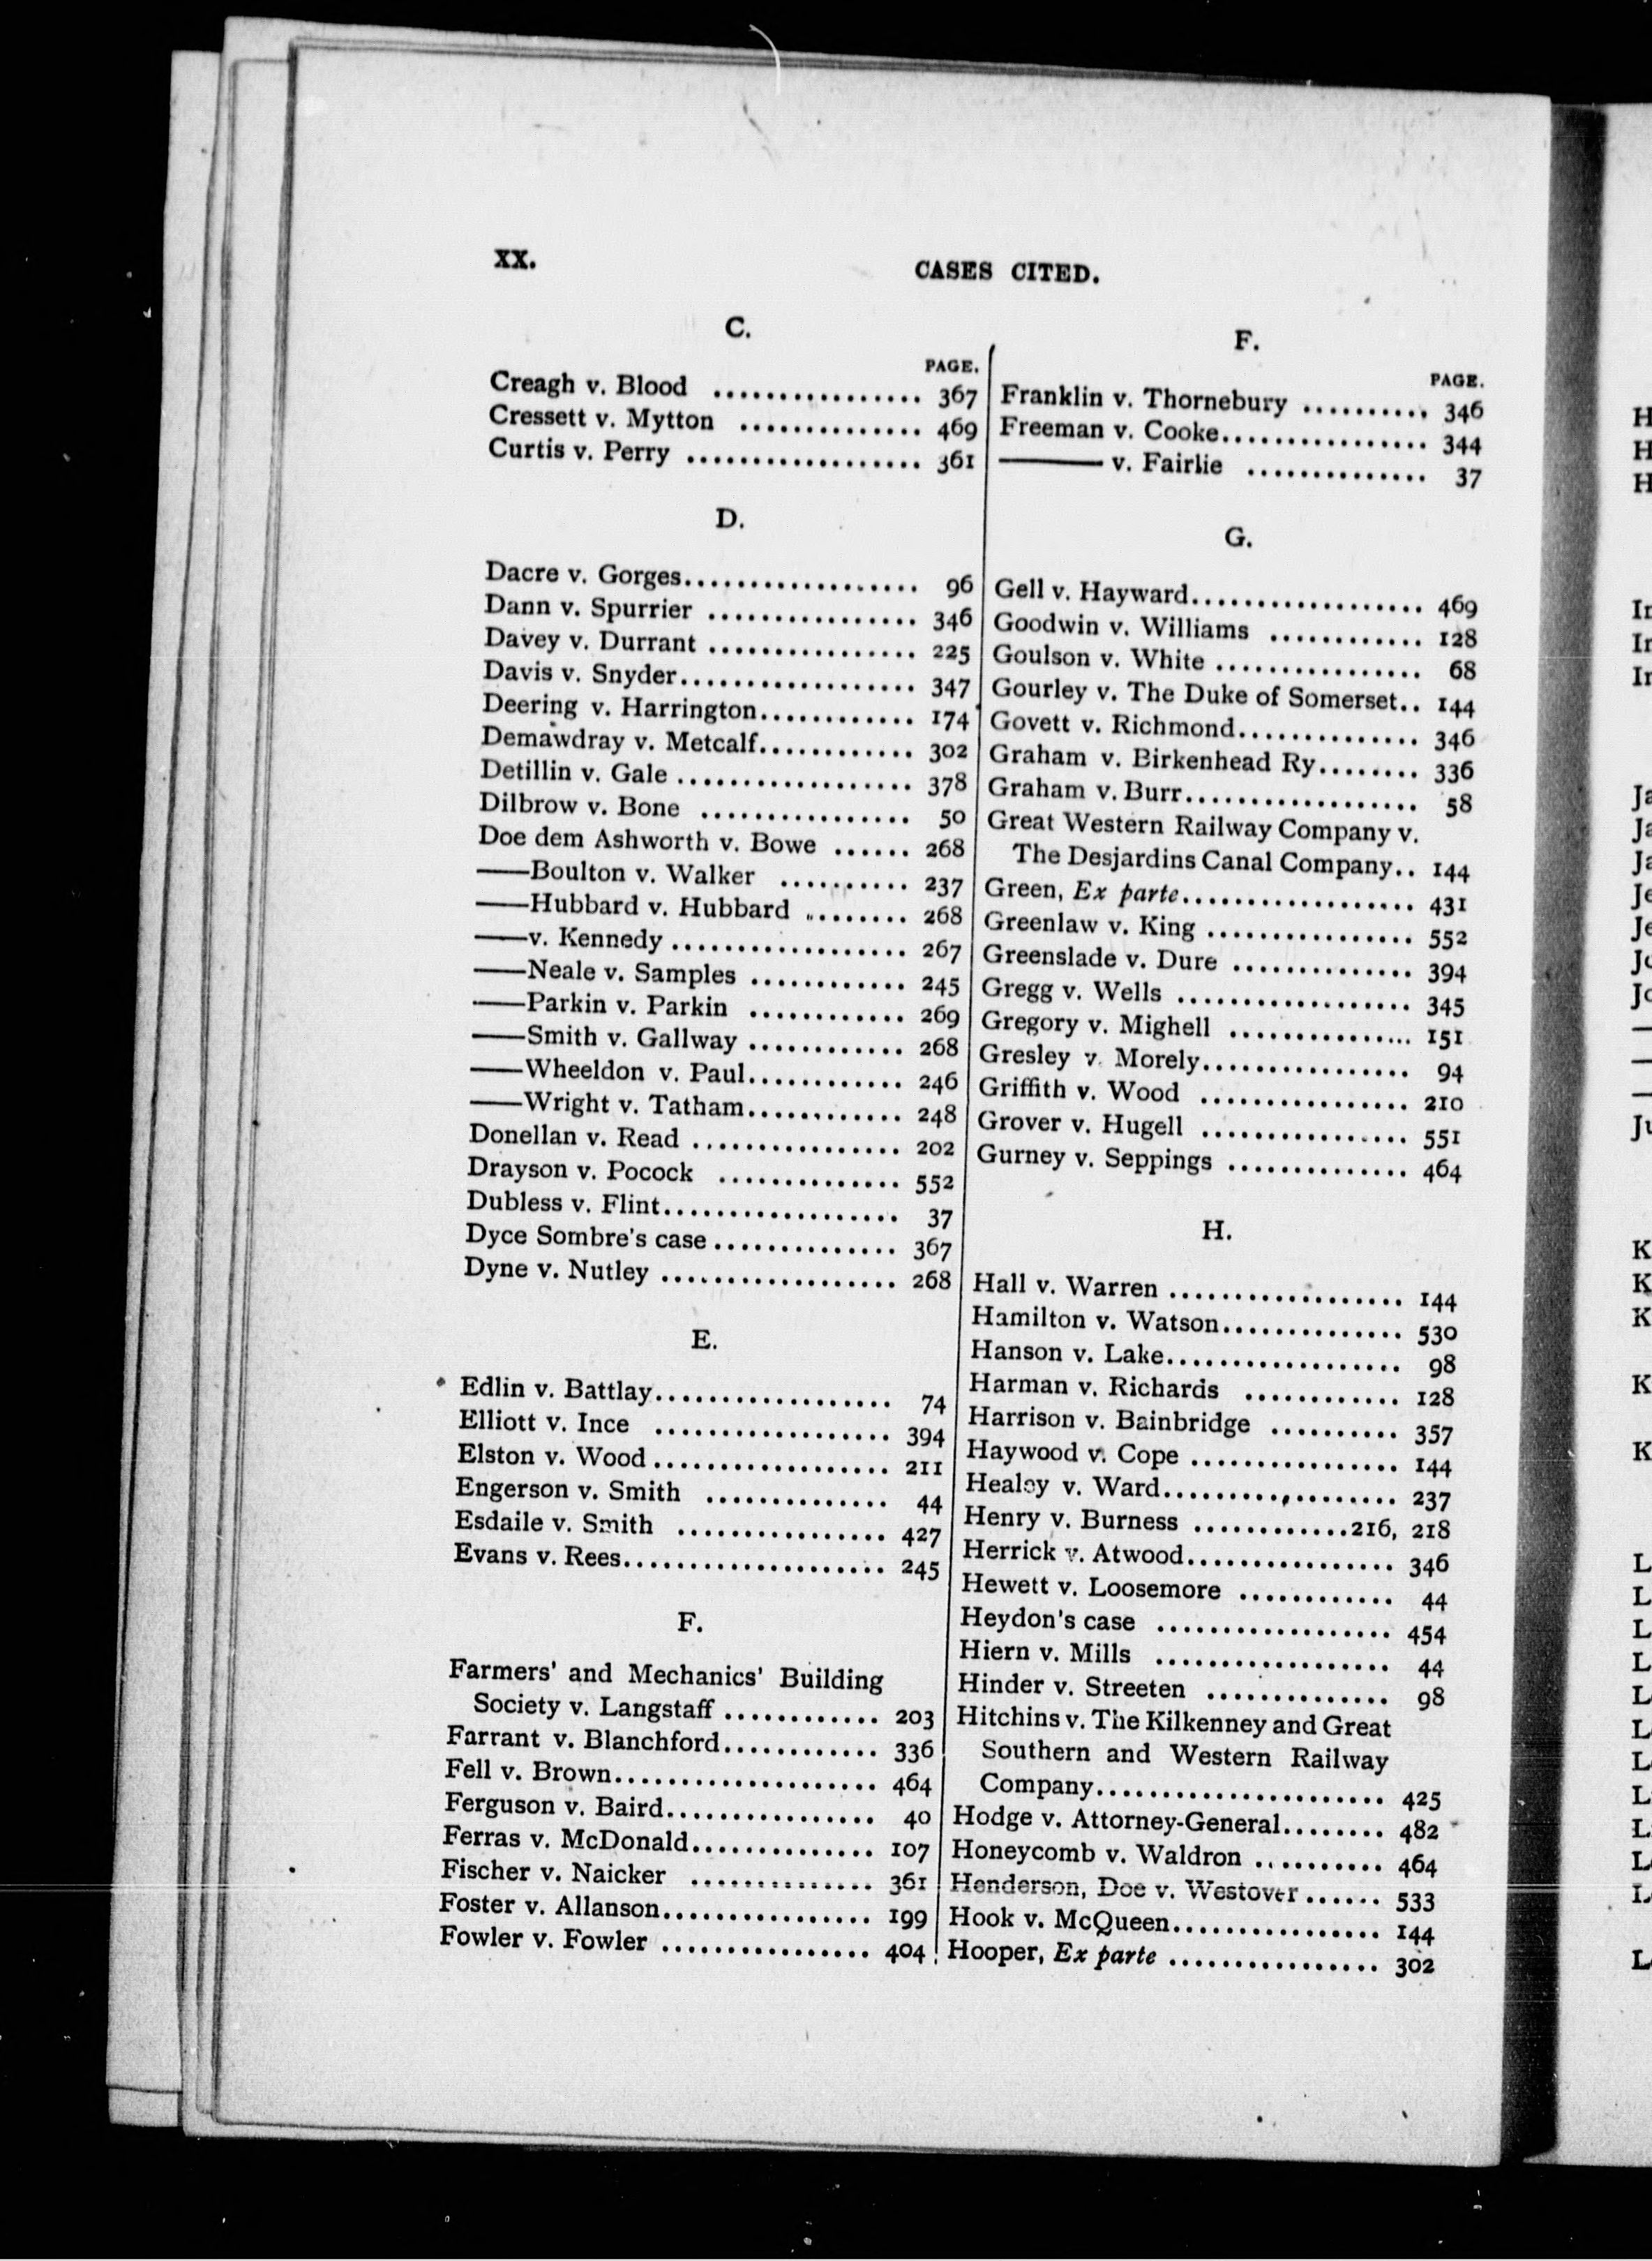 XX. CASES CITED.
C.
PAGE.
Creagh v. Blood ................ 367
Cressett v. Mytton .............. 469
Curtis v. Perry .................. 361
D.
Dacre v. Gorges.................. 96
Dann v. Spurrier ................ 346
Davey v. Durrant ................ 225
Davis v. Snyder.................. 347
Deering v. Harrington............ 174
Demawdray v. Metcalf............ 302
Detillin v. Gale .................. 378
Dilbrow v. Bone ................ 50
Doe dem Ashworth v. Bowe ...... 268
——Boulton v. Walker .......... 237
——Hubbard v. Hubbard ........ 268
——v. Kennedy .................. 267
——Neale v. Samples ............ 245
——Parkin v. Parkin ............ 269
——Smith v. Gallway ............ 268
——Wheeldon v. Paul............ 246
——Wright v. Tatham............ 248
Donellan v. Read ................ 202
Drayson v. Pocock .............. 552
Dubless v. Flint.................. 37
Dyce Sombre's case .............. 367
Dyne v. Nutley .................. 268
E.
Edlin v. Battlay.................. 74
Elliott v. Ince .................. 394
Elston v. Wood .................. 211
Engerson v. Smith .............. 44
Esdaile v. Smith ................ 427
Evans v. Rees.................... 245
F.
Farmers' and Mechanics' Building
Society v. Langstaff ............ 203
Farrant v. Blanchford............ 336
Fell v. Brown.................... 464
Ferguson v. Baird................ 40
Ferras v. McDonald.............. 107
Fischer v. Naicker .............. 361
Foster v. Allanson................ 199
Fowler v. Fowler ................ 404
F.
PAGE.
Franklin v. Thornebury .......... 346
Freeman v. Cooke................ 344
———— v. Fairlie .............. 37
G.
Gell v. Hayward.................. 469
Goodwin v. Williams ............ 128
Goulson v. White ................ 68
Gourley v. The Duke of Somerset.. 144
Govett v. Richmond.............. 346
Graham v. Birkenhead Ry........ 336
Graham v. Burr.................. 58
Great Western Railway Company v.
The Desjardins Canal Company.. 144
Green, Ex parte.................. 431
Greenlaw v. King ................ 552
Greenslade v. Dure .............. 394
Gregg v. Wells .................. 345
Gregory v. Mighell .............. 151
Gresley v. Morely................ 94
Griffith v. Wood ................ 210
Grover v. Hugell ................ 551
Gurney v. Seppings .............. 464
H.
Hall v. Warren .................. 144
Hamilton v. Watson.............. 530
Hanson v. Lake.................. 98
Harman v. Richards ............ 128
Harrison v. Bainbridge .......... 357
Haywood v. Cope ................ 144
Healey v. Ward.................. 237
Henry v. Burness ............216, 218
Herrick v. Atwood................ 346
Hewett v. Loosemore ............ 44
Heydon's case .................. 454
Hiern v. Mills .................. 44
Hinder v. Streeten .............. 98
Hitchins v. The Kilkenney and Great
Southern and Western Railway
Company...................... 425
Hodge v. Attorney-General........ 482
Honeycomb v. Waldron .......... 464
Henderson, Doe v. Westover ...... 533
Hook v. McQueen................ 144
Hooper, Ex parte ................ 302